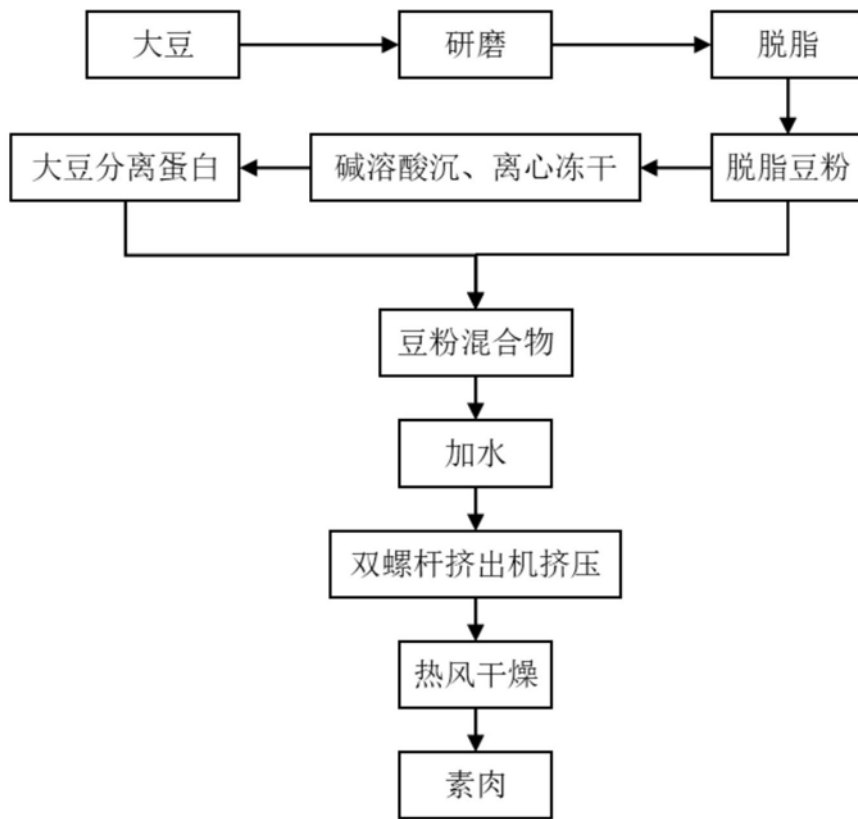 大豆
研磨
脱脂
大豆分离蛋白
碱溶酸沉、离心冻干
脱脂豆粉
豆粉混合物
加水
双螺杆挤出机挤压
热风干燥
素肉